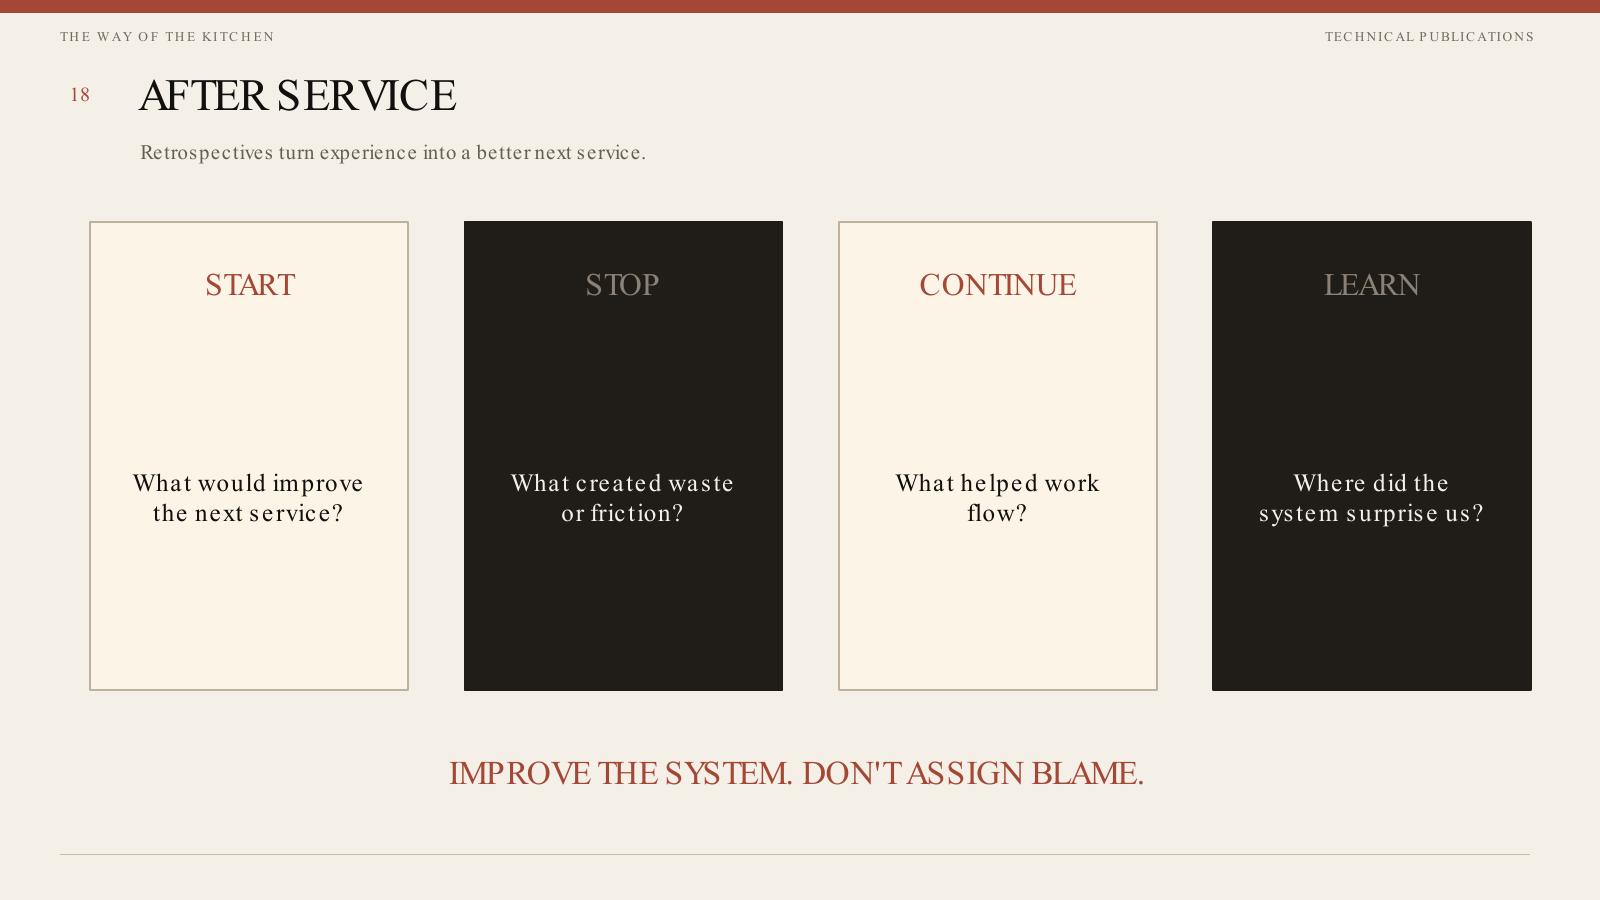 THE WAY OF THE KITCHEN
TECHNICAL PUBLICATIONS
18
AFTER SERVICE
Retrospectives turn experience into a better next service.
START
What would improve
the next service?
STOP
What created waste
or friction?
CONTINUE
What helped work
flow?
LEARN
Where did the
system surprise us?
IMPROVE THE SYSTEM. DON'T ASSIGN BLAME.